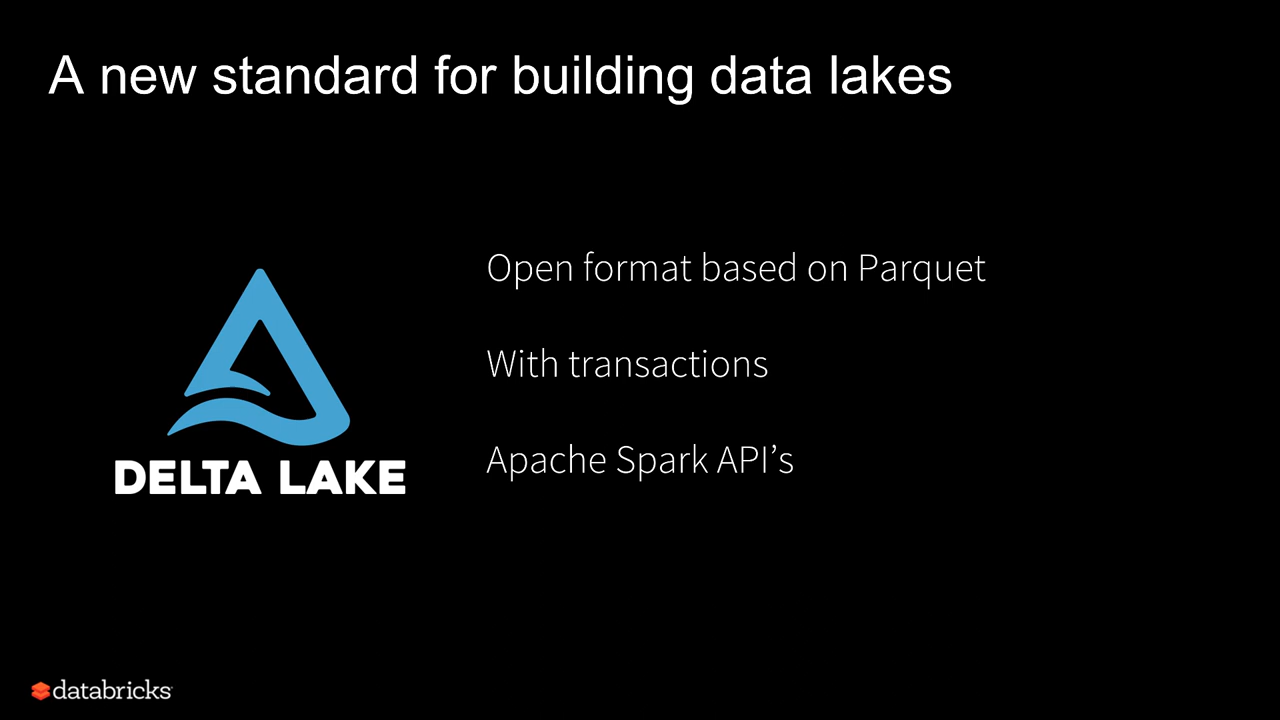 A new standard for building data lakes
Open format based on Parquet
With transactions
Apache Spark API’s
DELTA LAKE
databricks